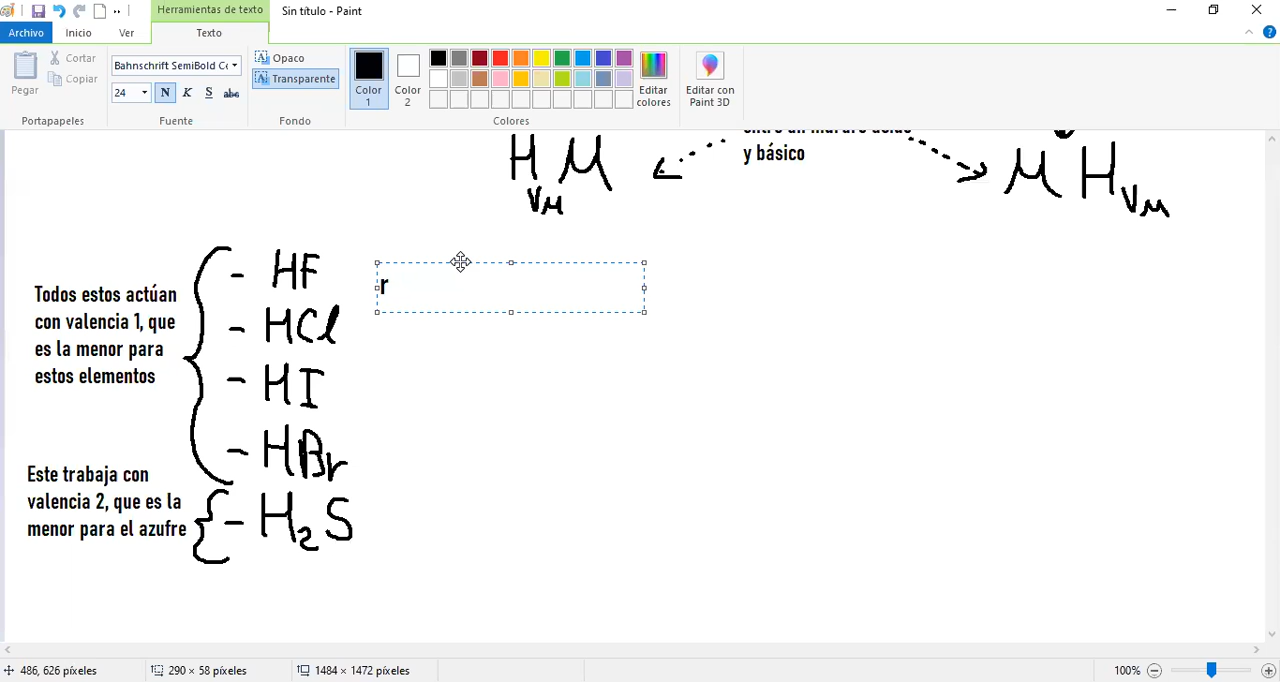 Herramientas de texto
Sin título - Paint
Archivo
Inicio
Ver
Texto
Pegar
Cortar
Copiar
Portapapeles
Bahnschrift SemiBold C
24
N K S abc
Fuente
Opaco
Transparente
Fondo
Color 1
Color 2
Editar colores
Colores
Editar con Paint 3D
y básico
H M
VM
M H
VM
Todos estos actúan
con valencia 1, que
es la menor para
estos elementos
- HF
- HCl
- HI
- HBr
r
Este trabaja con
valencia 2, que es la
menor para el azufre
- H₂S
486, 626 píxeles
290 × 58 píxeles
1484 × 1472 píxeles
100%